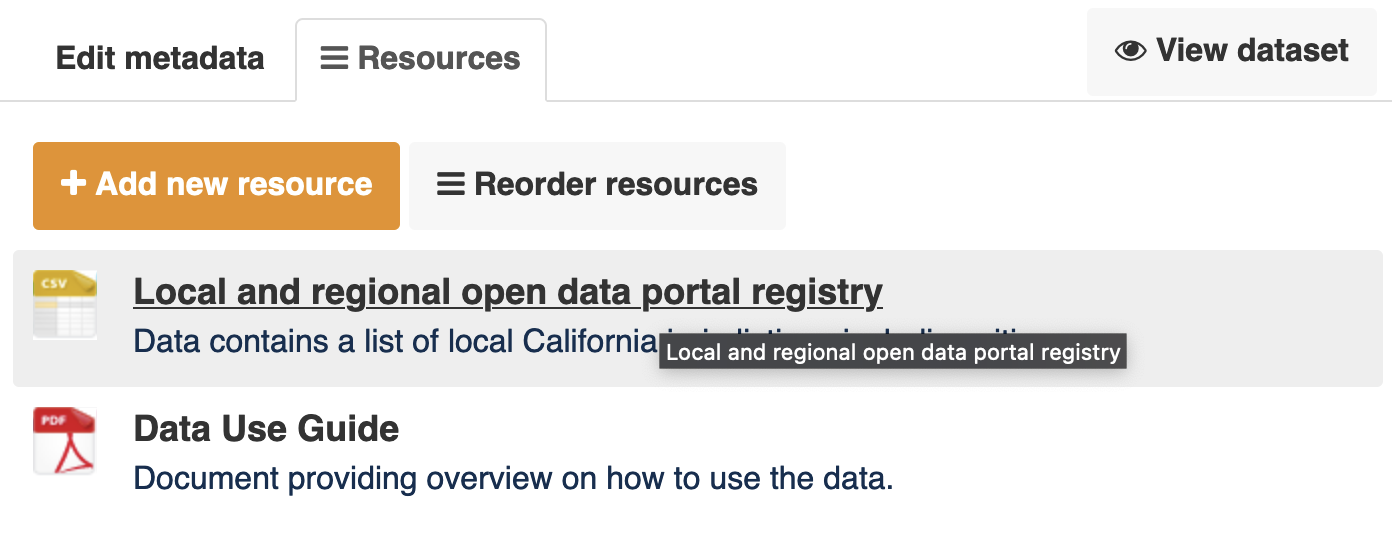 Edit metadata
Resources
View dataset
Add new resource
Reorder resources
CSV
Local and regional open data portal registry
Data contains a list of local California
Local and regional open data portal registry
PDF
Data Use Guide
Document providing overview on how to use the data.